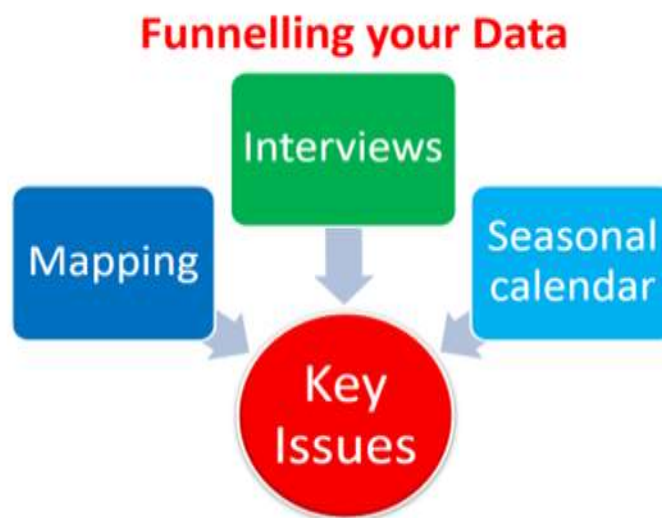 Funnelling your Data
Interviews
Mapping
Seasonal
calendar
Key
Issues